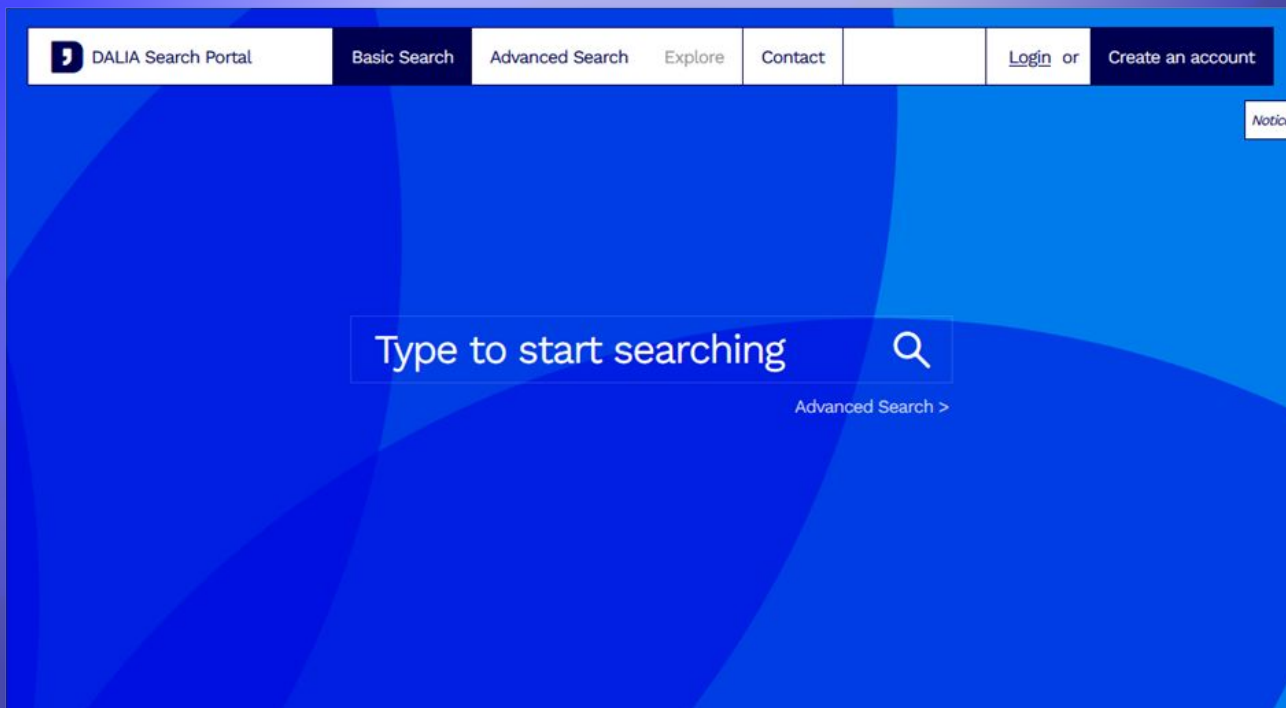 DALIA Search Portal Basic Search Advanced Search Explore Contact Login or Create an account
Type to start searching
Advanced Search >